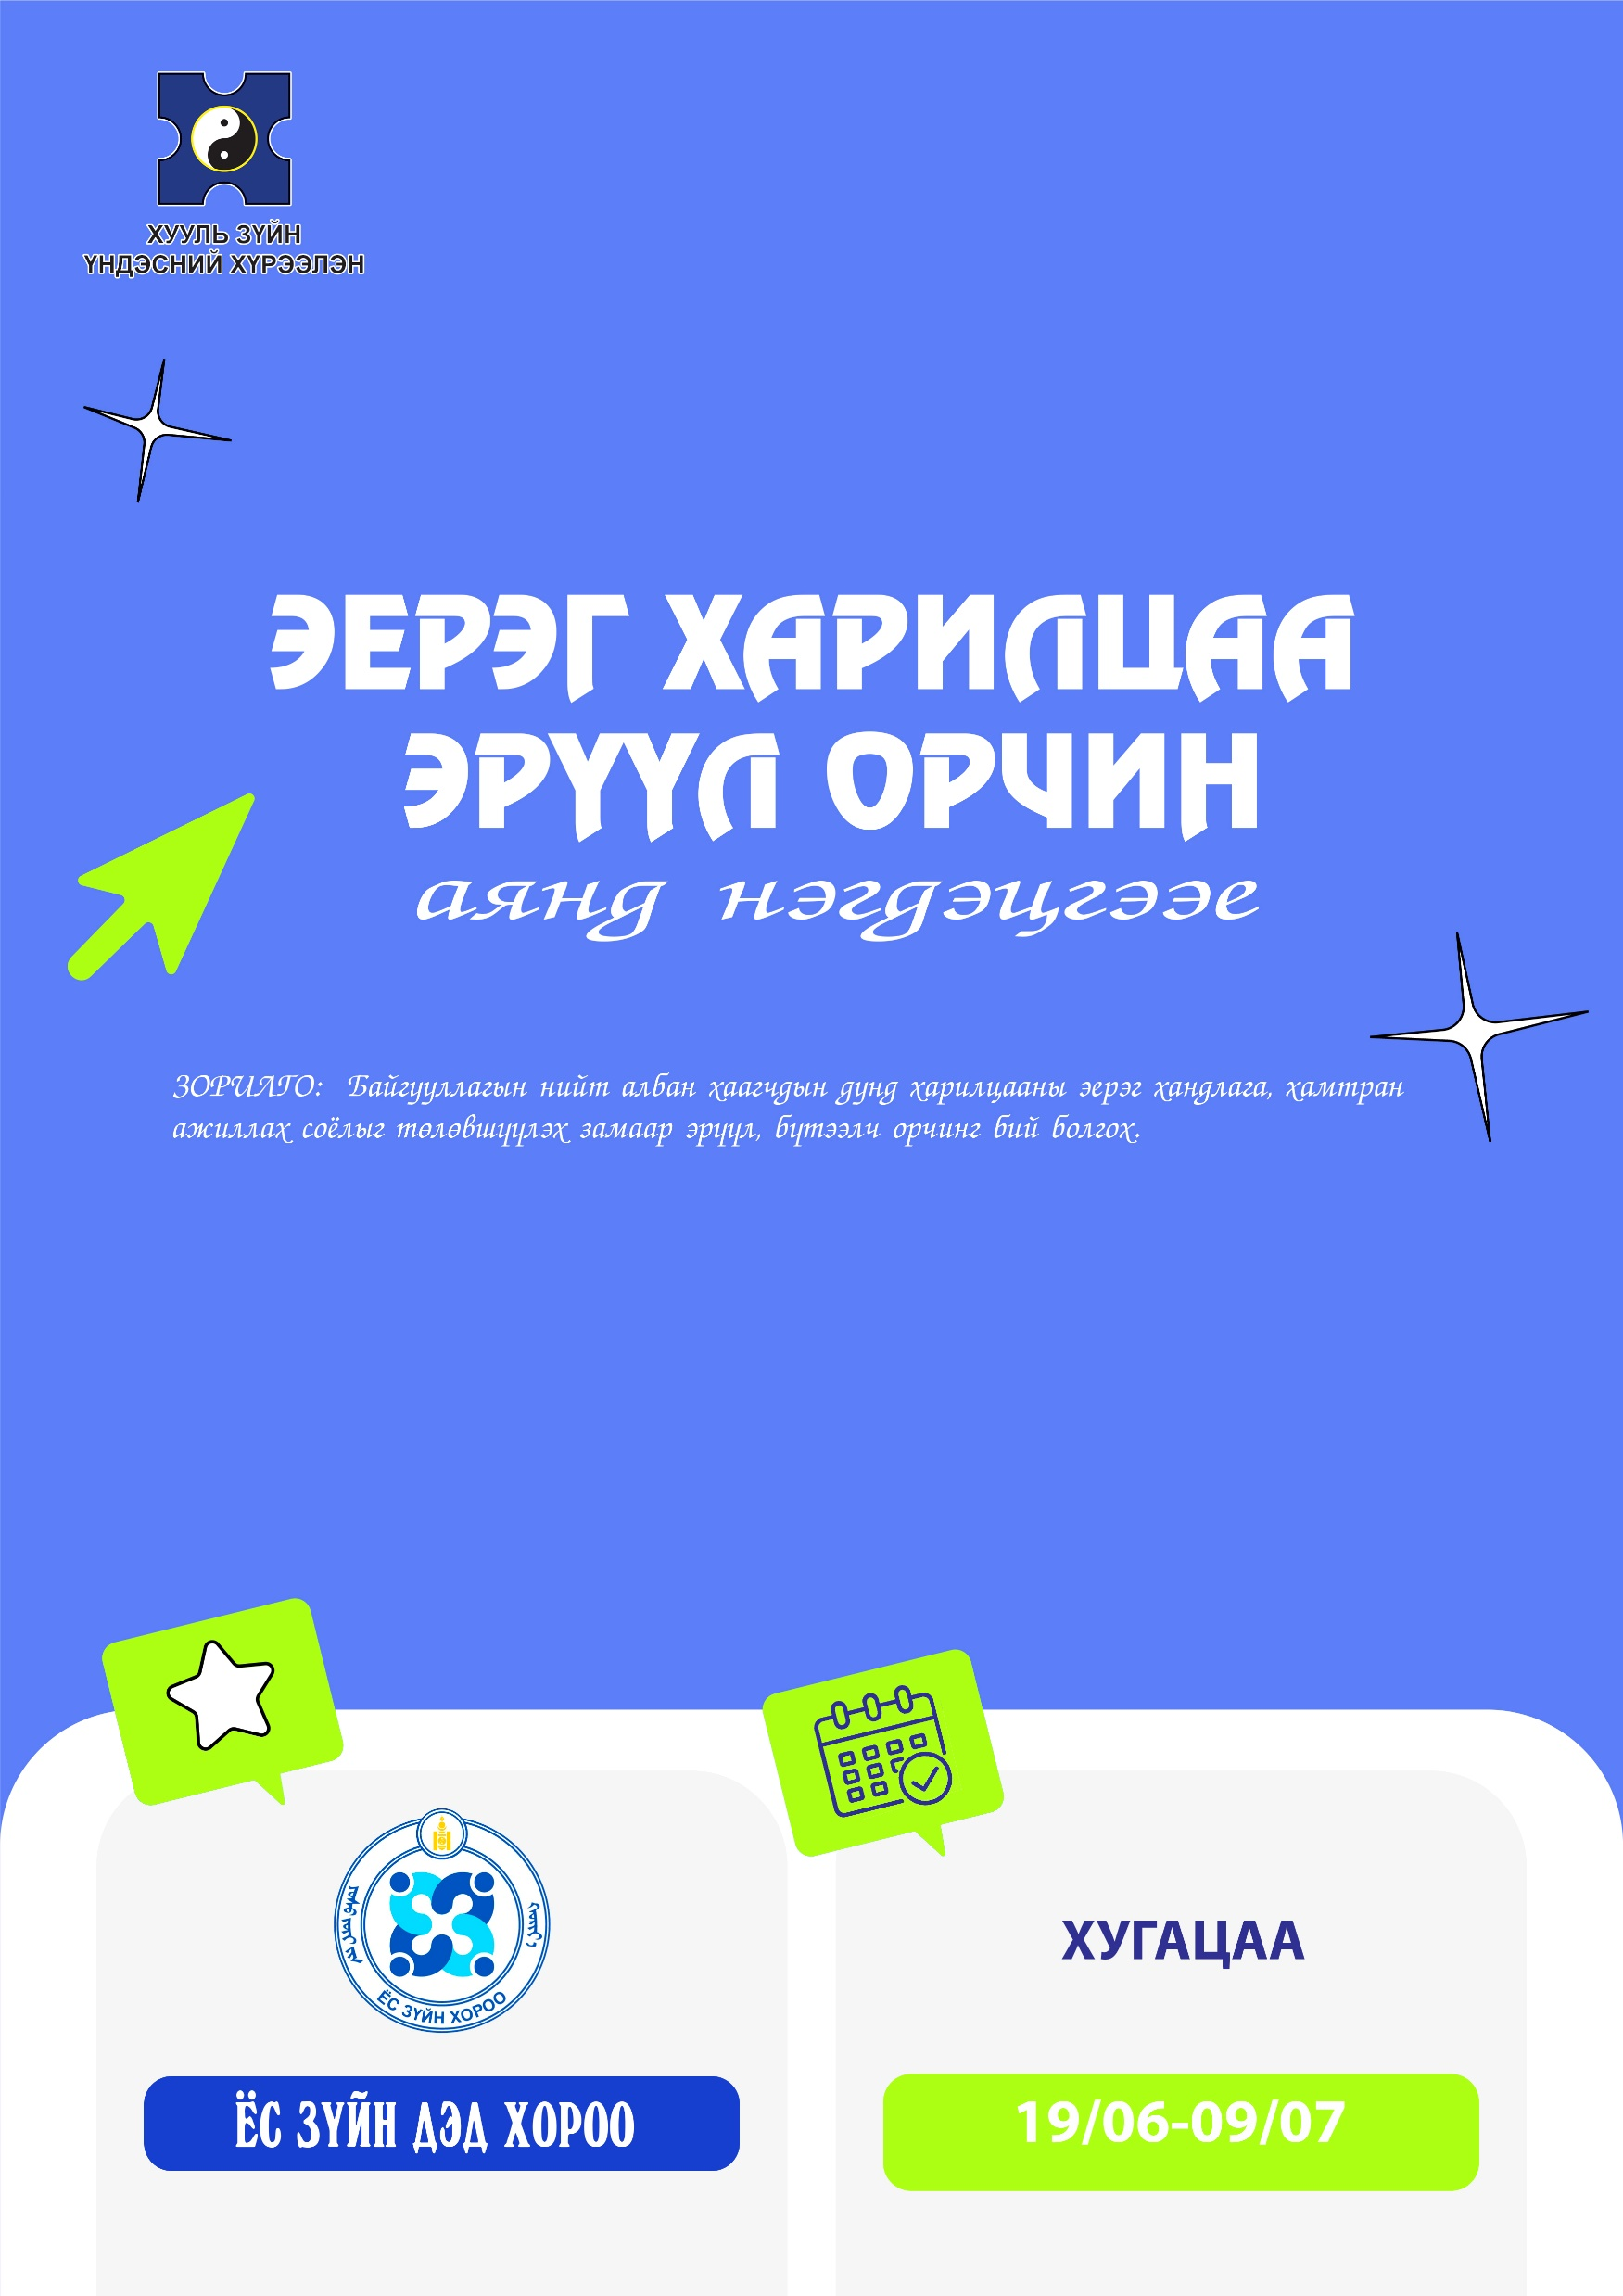 ХУУЛЬ ЗҮЙН
ҮНДЭСНИЙ ХҮРЭЭЛЭН
ЭЕРЭГ ХАРИЛЦАА
ЭРҮҮЛ ОРЧИН
аянд нэгдэцгээе
ЗОРИЛГО: Байгууллагын нийт албан хаагчдын дунд харилцааны эерэг хандлага, хамтран
ажиллах соёлыг төлөвшүүлэх замаар эрүүл, бүтээлч орчинг бий болгох.
ЁС ЗҮЙН ХОРОО
ЁС ЗҮЙН ДЭД ХОРОО
ХУГАЦАА
19/06-09/07